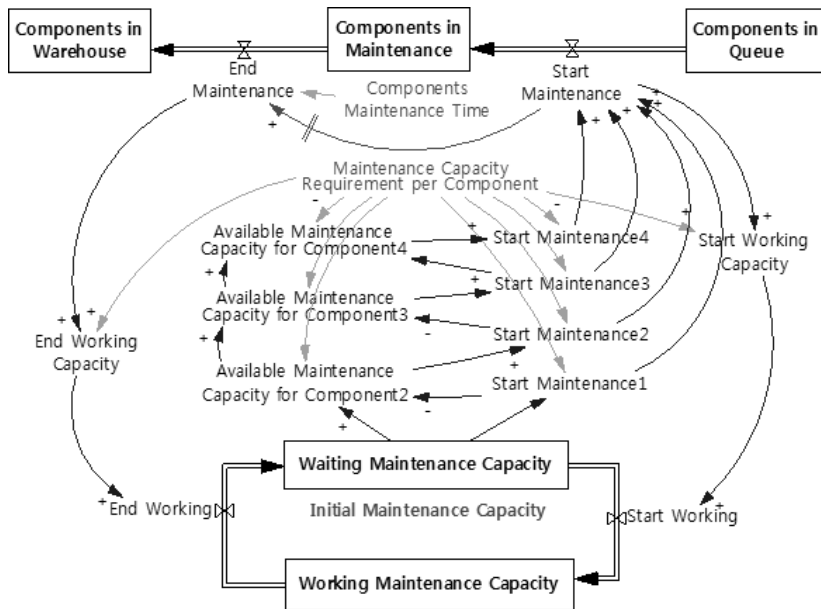 Components in
Warehouse
Components in
Maintenance
Components in
Queue
End
Maintenance
Components
Maintenance Time
Start
Maintenance
+
+
+
+
+
Maintenance Capacity
Requirement per Component
-
-
+
+
Available Maintenance
Capacity for Component4
+
Start Maintenance4
Start Working
Capacity
+
Available Maintenance
Capacity for Component3
+
Start Maintenance3
+
+
+
End Working
Capacity
-
Start Maintenance2
Available Maintenance
Capacity for Component2
+
Start Maintenance1
-
+
Waiting Maintenance Capacity
+
End Working
Initial Maintenance Capacity
+
Start Working
Working Maintenance Capacity